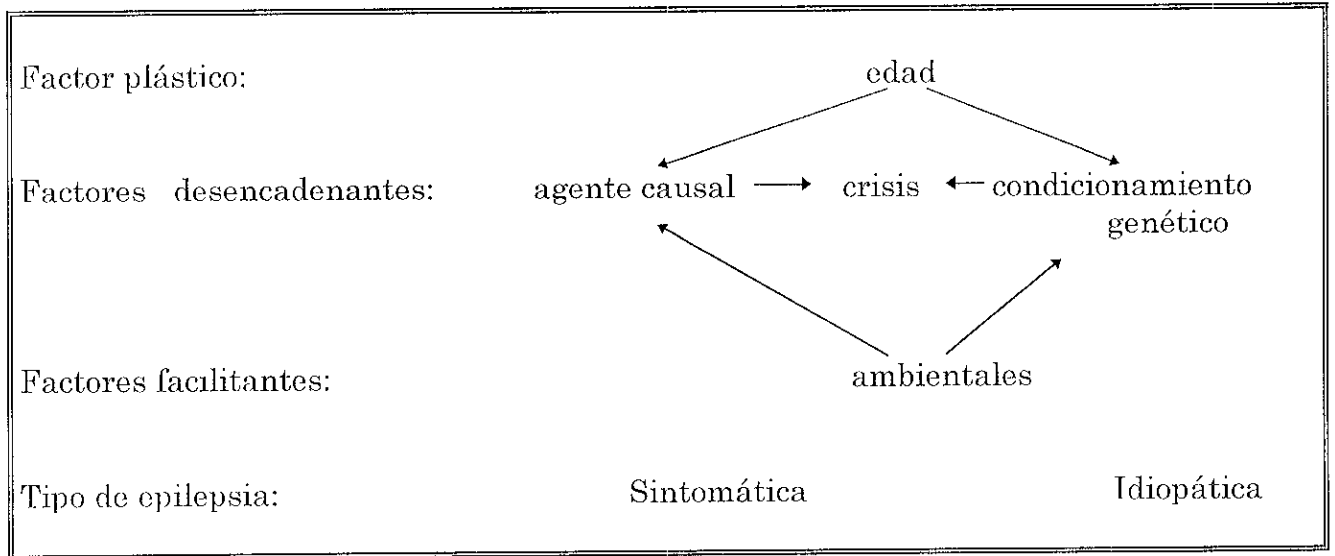 Factor plástico: edad
Factores desencadenantes: agente causal crisis condicionamiento
genético
Factores facilitantes: ambientales
Tipo de epilepsia: Sintomática Idiopática